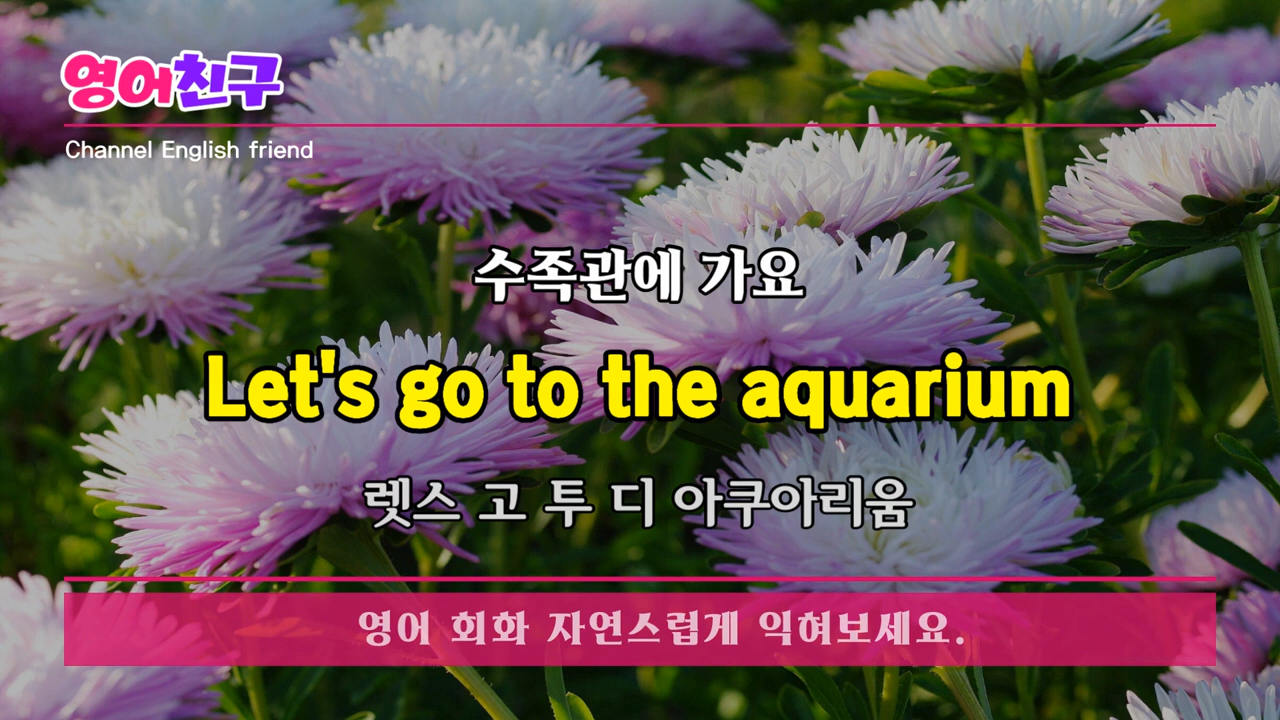 영어친구
Channel English friend
수족관에 가요
Let's go to the aquarium
렛스 고 투 디 아쿠아리움
영어 회화 자연스럽게 익혀보세요.